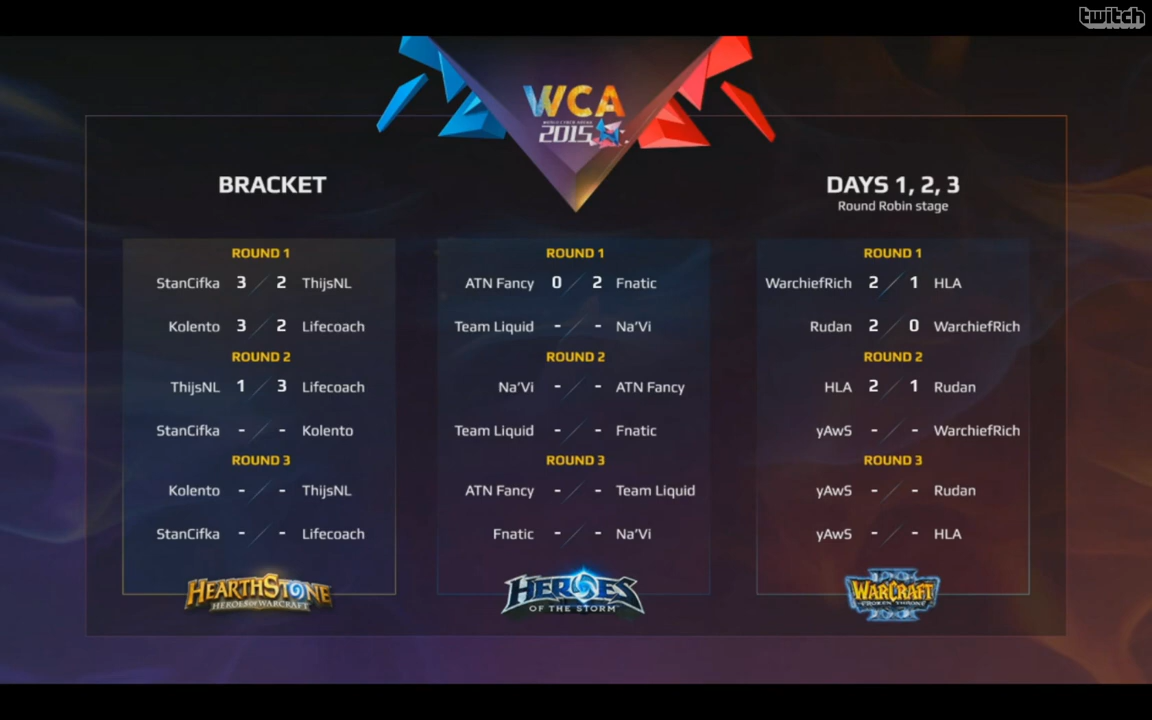 twitch
WCA
WORLD CYBER ARENA
2015
BRACKET
DAYS 1, 2, 3
Round Robin stage
ROUND 1
StanCifka 3 / 2 ThijsNL
Kolento 3 / 2 Lifecoach
ROUND 2
ThijsNL 1 / 3 Lifecoach
StanCifka - / - Kolento
ROUND 3
Kolento - / - ThijsNL
StanCifka - / - Lifecoach
HEARTHSTONE
HEROES OF WARCRAFT
ROUND 1
ATN Fancy 0 / 2 Fnatic
Team Liquid - / - Na'Vi
ROUND 2
Na'Vi - / - ATN Fancy
Team Liquid - / - Fnatic
ROUND 3
ATN Fancy - / - Team Liquid
Fnatic - / - Na'Vi
HEROES
OF THE STORM
ROUND 1
WarchiefRich 2 / 1 HLA
Rudan 2 / 0 WarchiefRich
ROUND 2
HLA 2 / 1 Rudan
yAwS - / - WarchiefRich
ROUND 3
yAwS - / - Rudan
yAwS - / - HLA
WARCRAFT
III
FROZEN THRONE